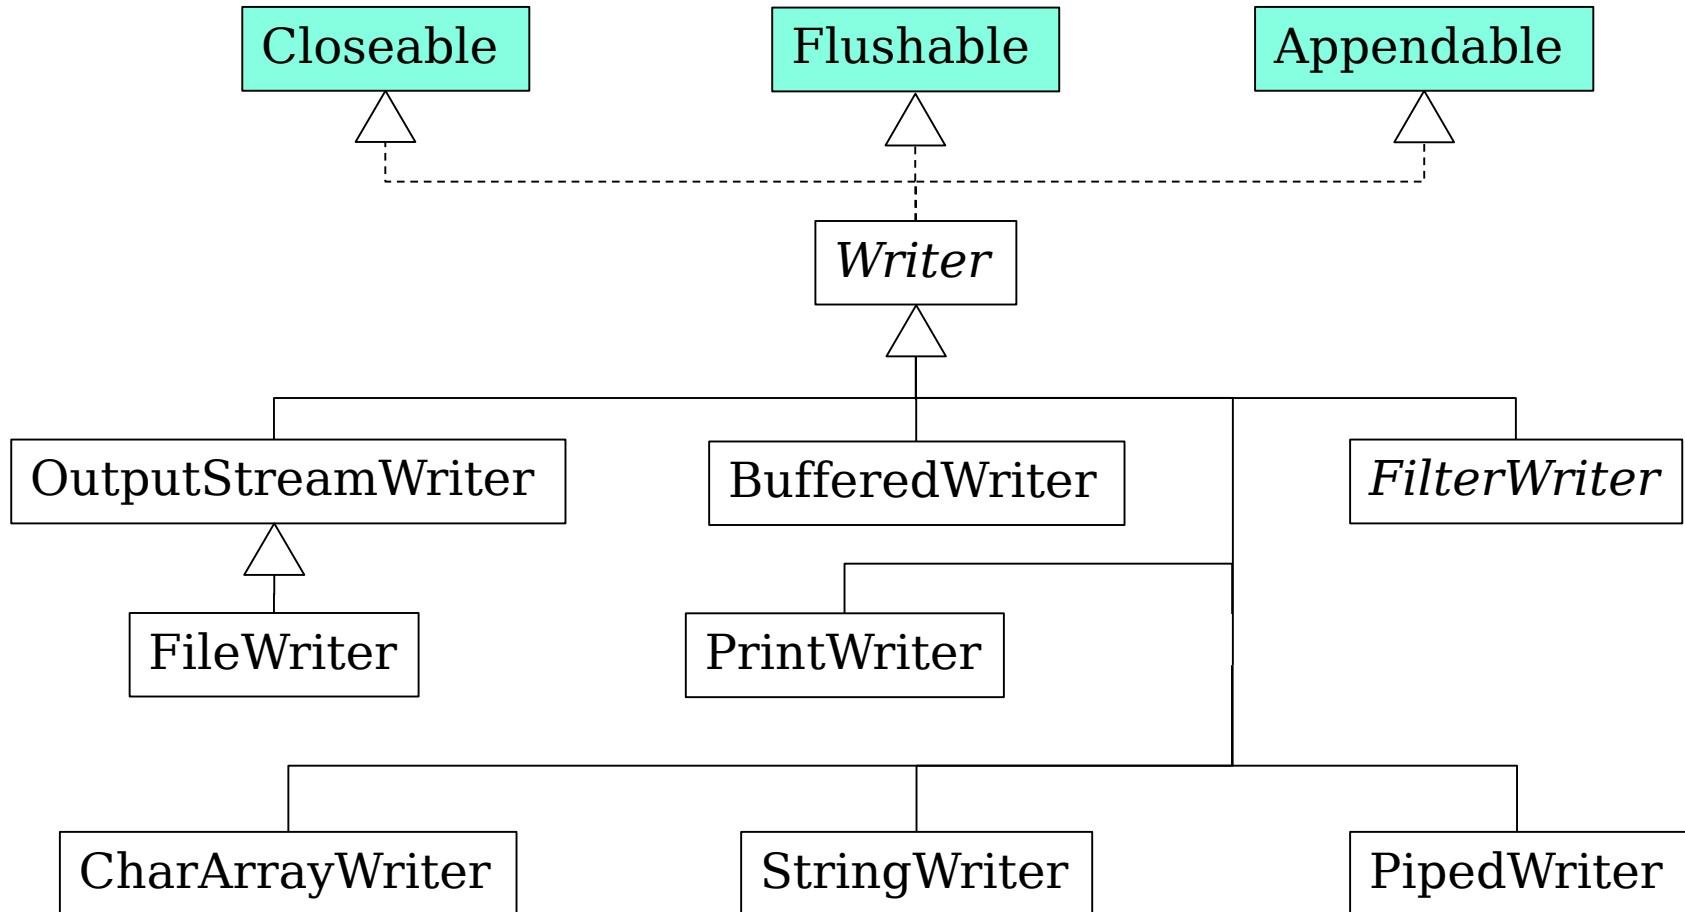 Closeable
Flushable
Appendable
Writer
OutputStreamWriter
BufferedWriter
FilterWriter
FileWriter
PrintWriter
CharArrayWriter
StringWriter
PipedWriter